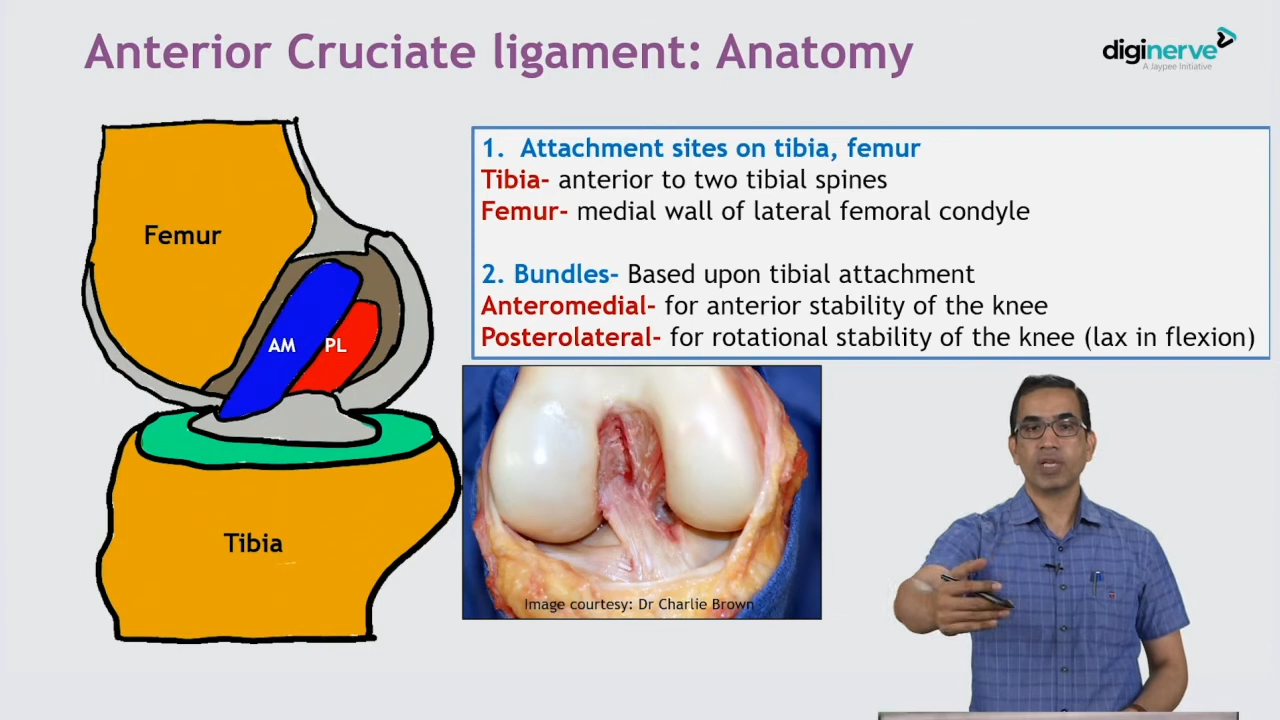 Anterior Cruciate ligament: Anatomy
diginerve
A Jaypee Initiative
1. Attachment sites on tibia, femur
Tibia- anterior to two tibial spines
Femur- medial wall of lateral femoral condyle
2. Bundles- Based upon tibial attachment
Anteromedial- for anterior stability of the knee
Posterolateral- for rotational stability of the knee (lax in flexion)
Femur
AM
PL
Tibia
Image courtesy: Dr Charlie Brown